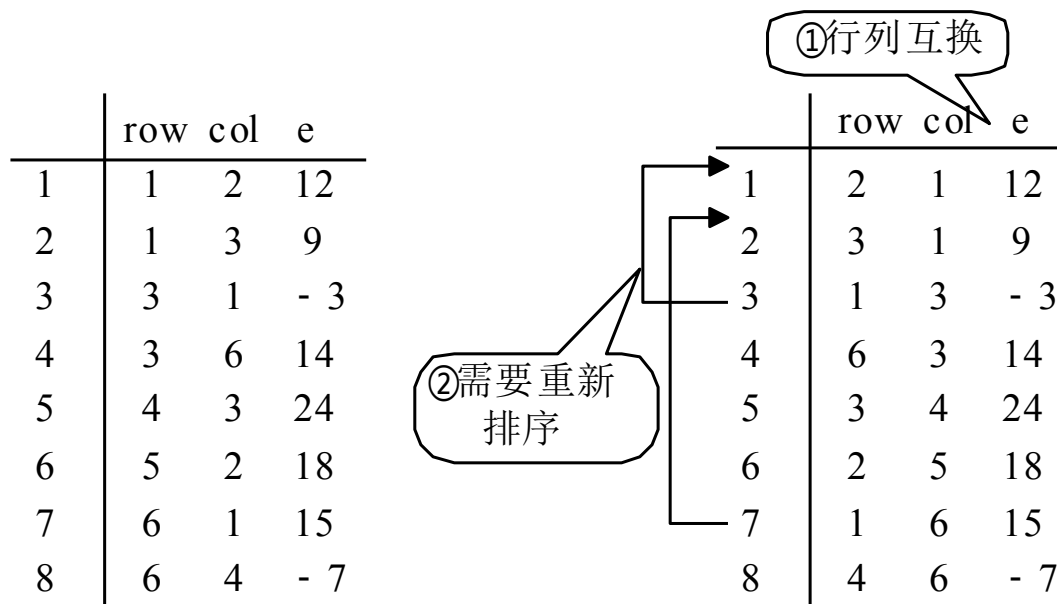 ①行列互换
row col e
1 1 2 12
2 1 3 9
3 3 1 - 3
4 3 6 14
5 4 3 24
6 5 2 18
7 6 1 15
8 6 4 - 7
②需要重新
排序
row col e
1 2 1 12
2 3 1 9
3 1 3 - 3
4 6 3 14
5 3 4 24
6 2 5 18
7 1 6 15
8 4 6 - 7